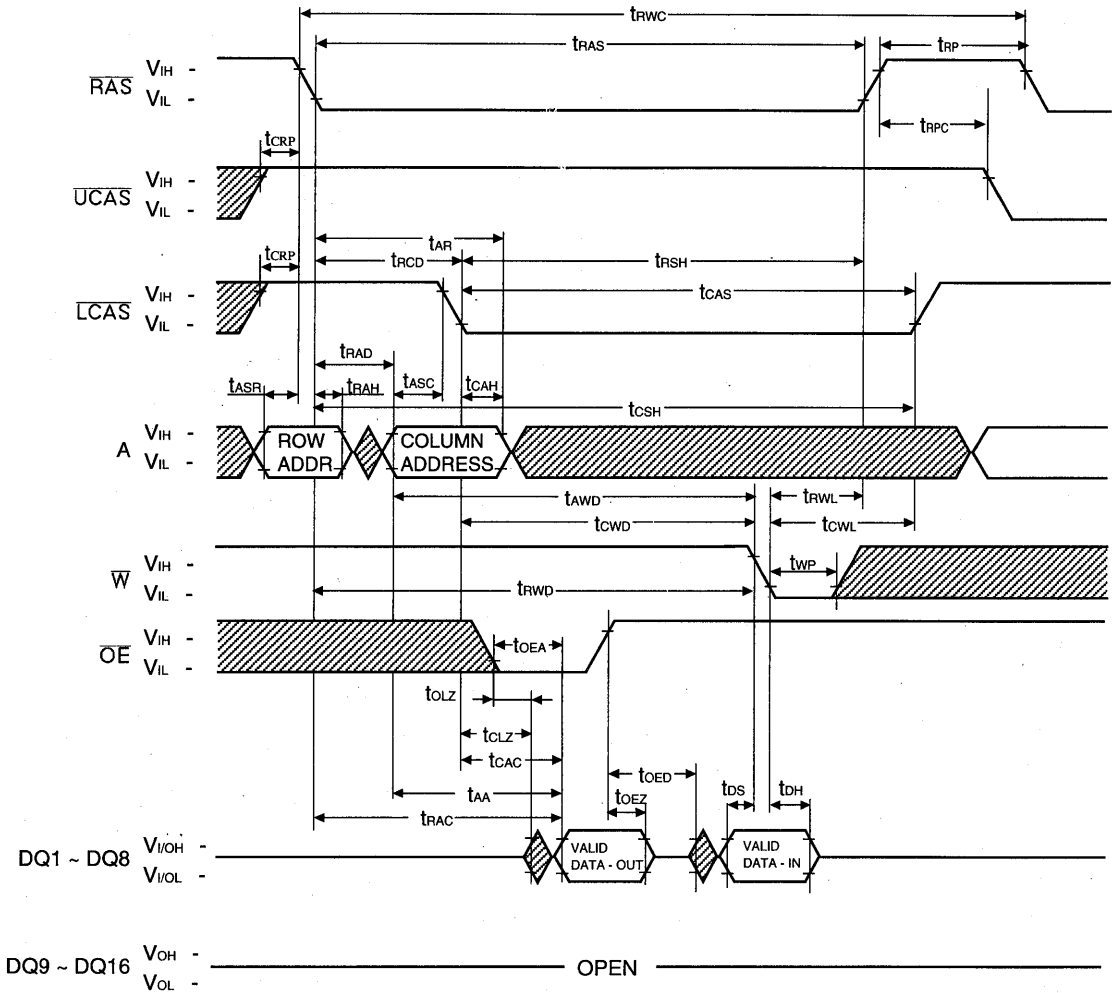 tRWC
tRAS
tRP
RAS
VIH -
VIL -
tRPC
tCRP
UCAS
VIH -
VIL -
tAR
tCRP
tRCD
tRSH
LCAS
VIH -
VIL -
tCAS
tRAD
tASR
tRAH
tASC
tCAH
tCSH
A
VIH -
VIL -
ROW
ADDR
COLUMN
ADDRESS
tAWD
tRWL
tCWD
tCWL
W
VIH -
VIL -
tWP
tRWD
OE
VIH -
VIL -
tOEA
tOLZ
tCLZ
tCAC
tOED
tAA
tOEZ
tDS
tDH
tRAC
DQ1 ~ DQ8
VI/OH -
VI/OL -
VALID
DATA - OUT
VALID
DATA - IN
DQ9 ~ DQ16
VOH -
VOL -
OPEN